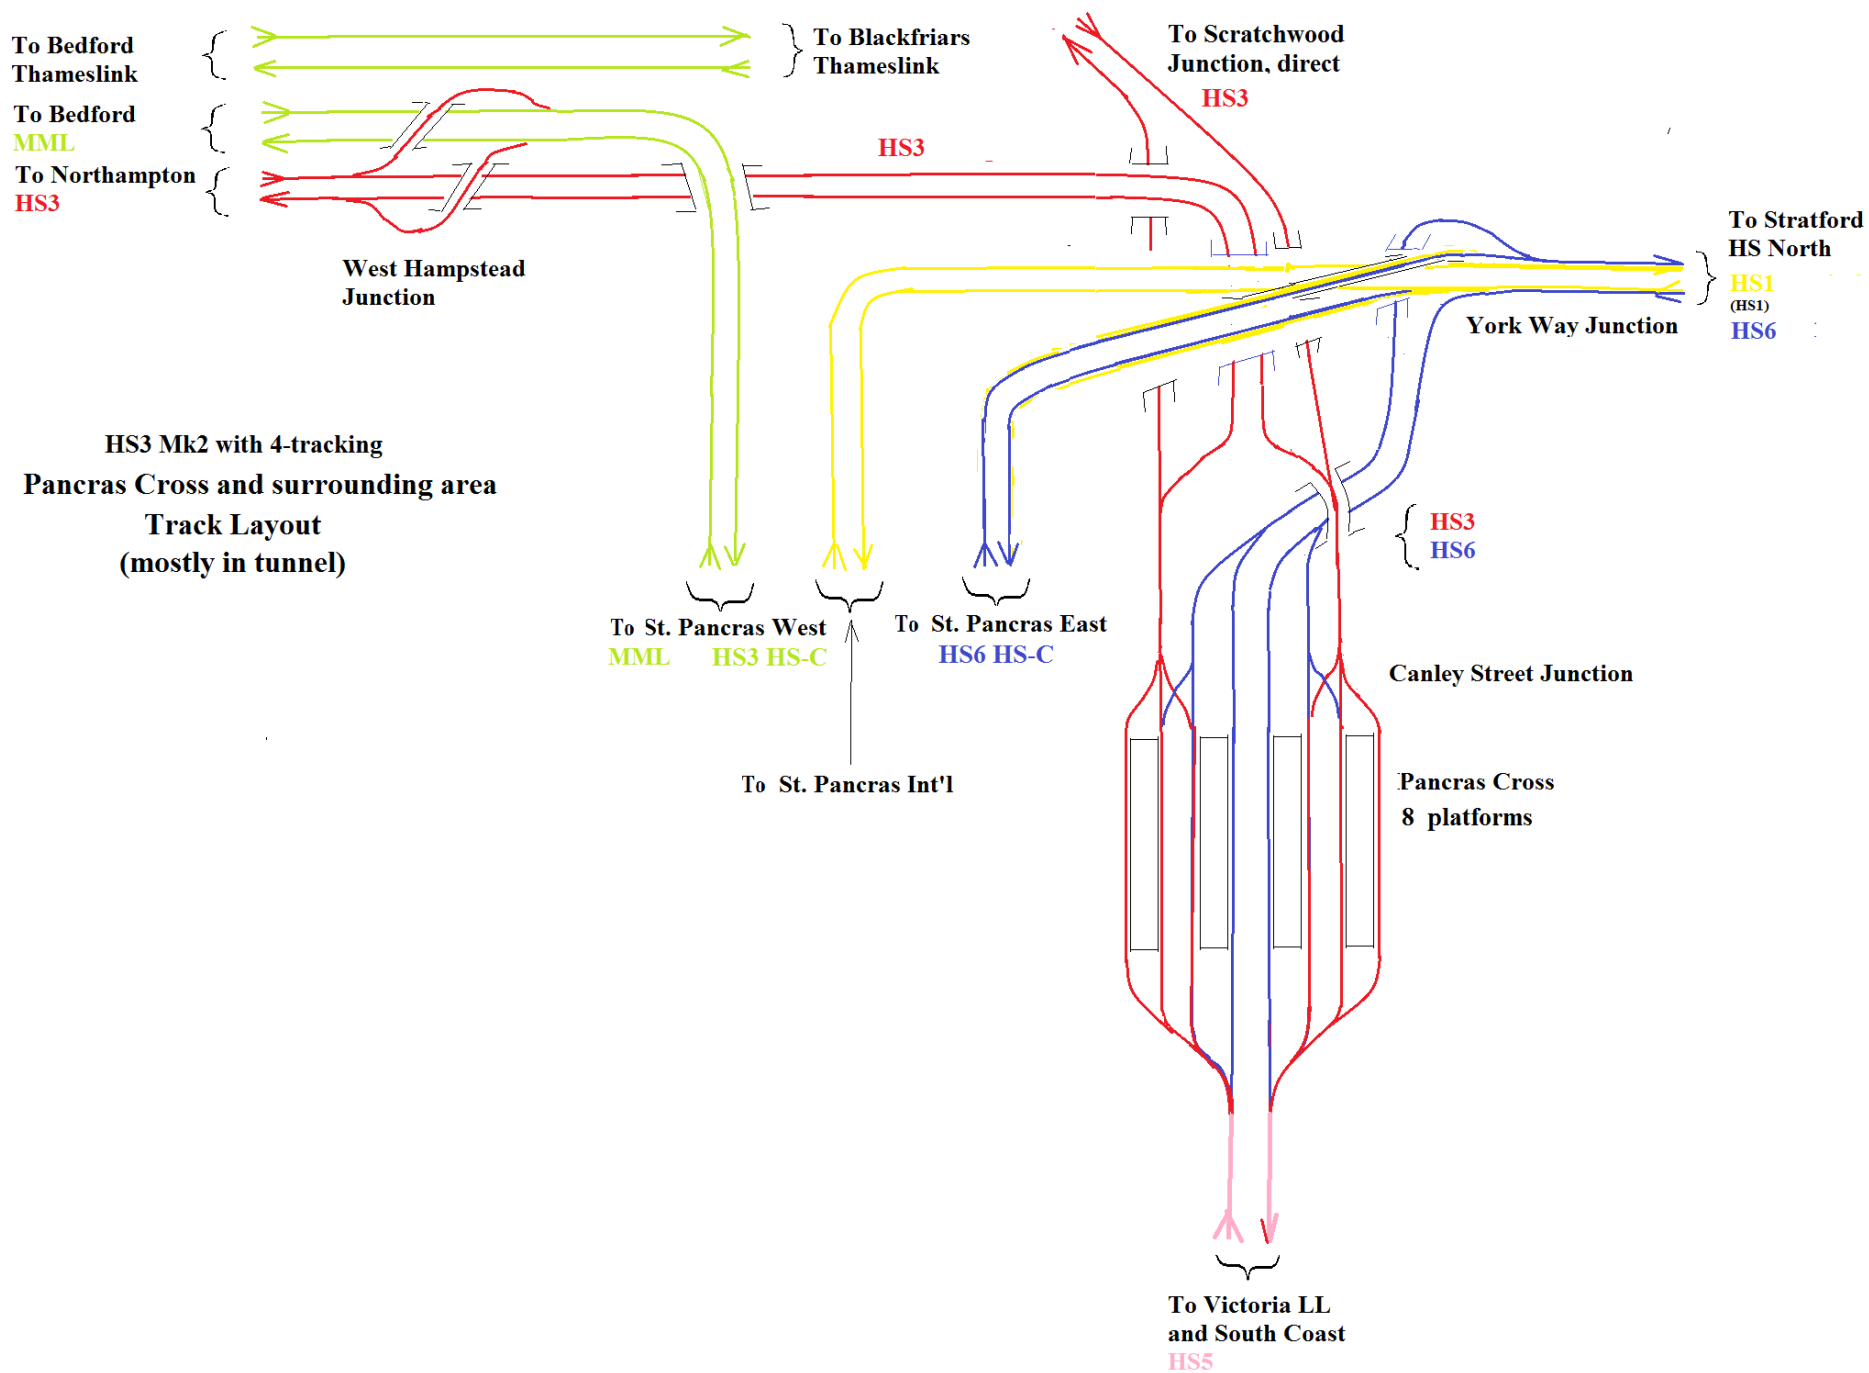 To Bedford
Thameslink
To Blackfriars
Thameslink
To Scratchwood
Junction, direct
HS3
To Bedford
MML
To Northampton
HS3
HS3
West Hampstead
Junction
To Stratford
HS North
HS1
(HS1)
HS6
York Way Junction
HS3 Mk2 with 4-tracking
Pancras Cross and surrounding area
Track Layout
(mostly in tunnel)
HS3
HS6
To St. Pancras West
MML HS3 HS-C
To St. Pancras East
HS6 HS-C
Canley Street Junction
To St. Pancras Int'l
Pancras Cross
8 platforms
To Victoria LL
and South Coast
HS5